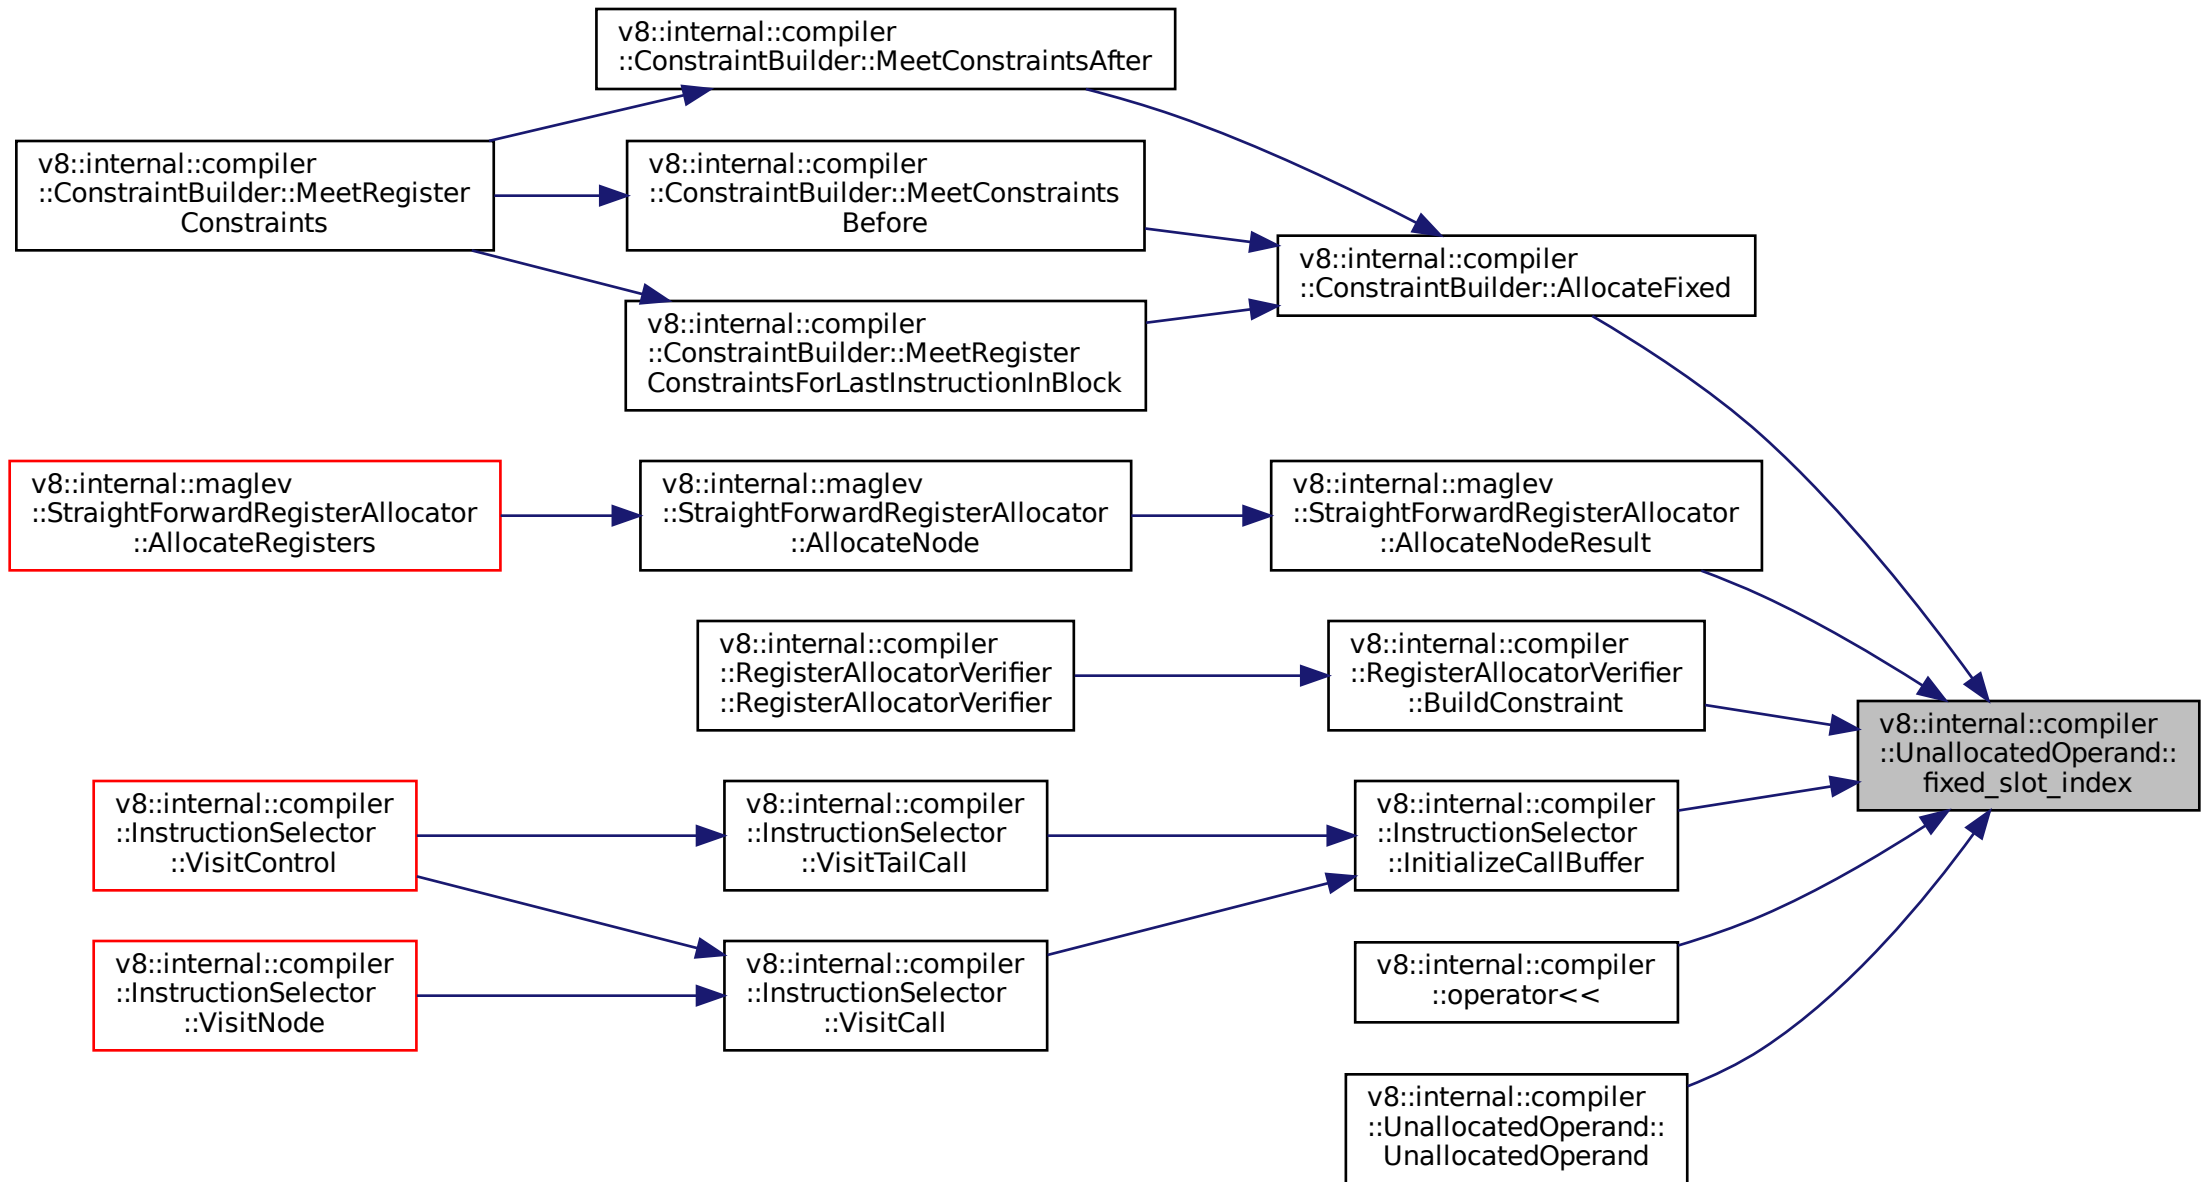 v8::internal::compiler
::ConstraintBuilder::MeetConstraintsAfter
v8::internal::compiler
::ConstraintBuilder::MeetRegister
Constraints
v8::internal::compiler
::ConstraintBuilder::MeetConstraints
Before
v8::internal::compiler
::ConstraintBuilder::AllocateFixed
v8::internal::compiler
::ConstraintBuilder::MeetRegister
ConstraintsForLastInstructionInBlock
v8::internal::maglev
::StraightForwardRegisterAllocator
::AllocateRegisters
v8::internal::maglev
::StraightForwardRegisterAllocator
::AllocateNode
v8::internal::maglev
::StraightForwardRegisterAllocator
::AllocateNodeResult
v8::internal::compiler
::RegisterAllocatorVerifier
::RegisterAllocatorVerifier
v8::internal::compiler
::RegisterAllocatorVerifier
::BuildConstraint
v8::internal::compiler
::UnallocatedOperand::
fixed_slot_index
v8::internal::compiler
::InstructionSelector
::VisitControl
v8::internal::compiler
::InstructionSelector
::VisitTailCall
v8::internal::compiler
::InstructionSelector
::InitializeCallBuffer
v8::internal::compiler
::InstructionSelector
::VisitNode
v8::internal::compiler
::InstructionSelector
::VisitCall
v8::internal::compiler
::operator<<
v8::internal::compiler
::UnallocatedOperand::
UnallocatedOperand